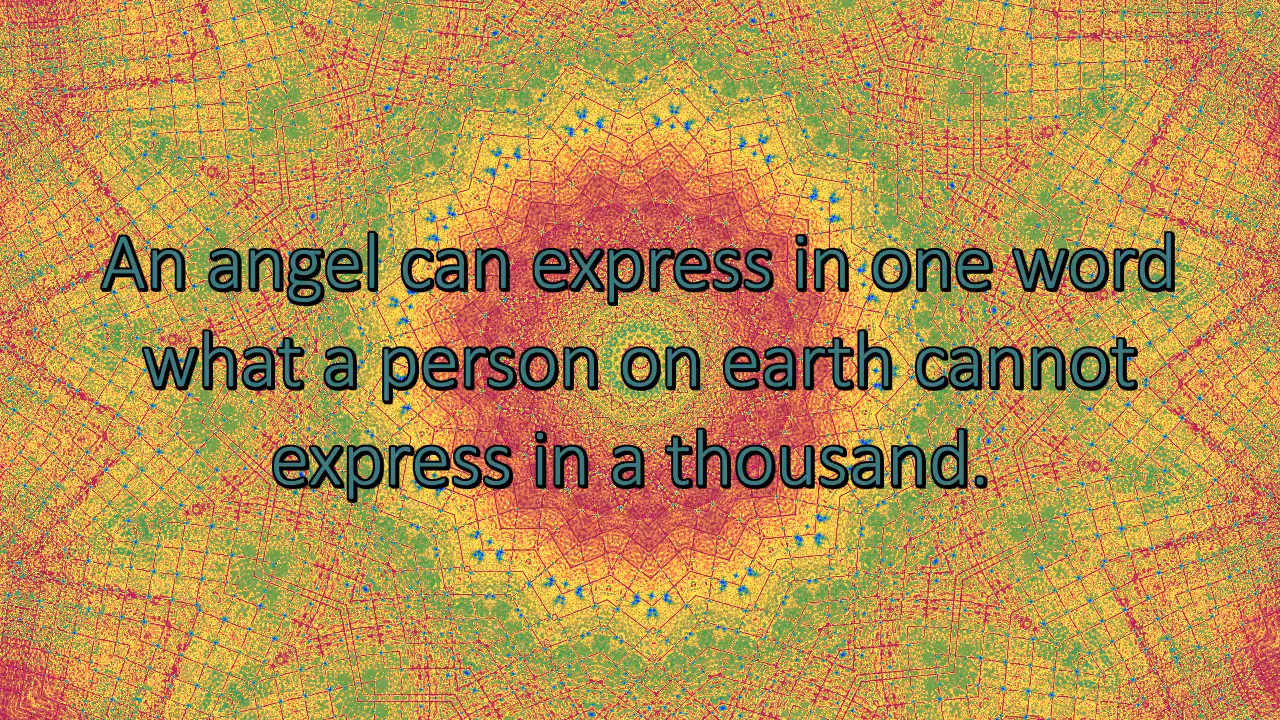 An angel can express in one word
what a person on earth cannot
express in a thousand.